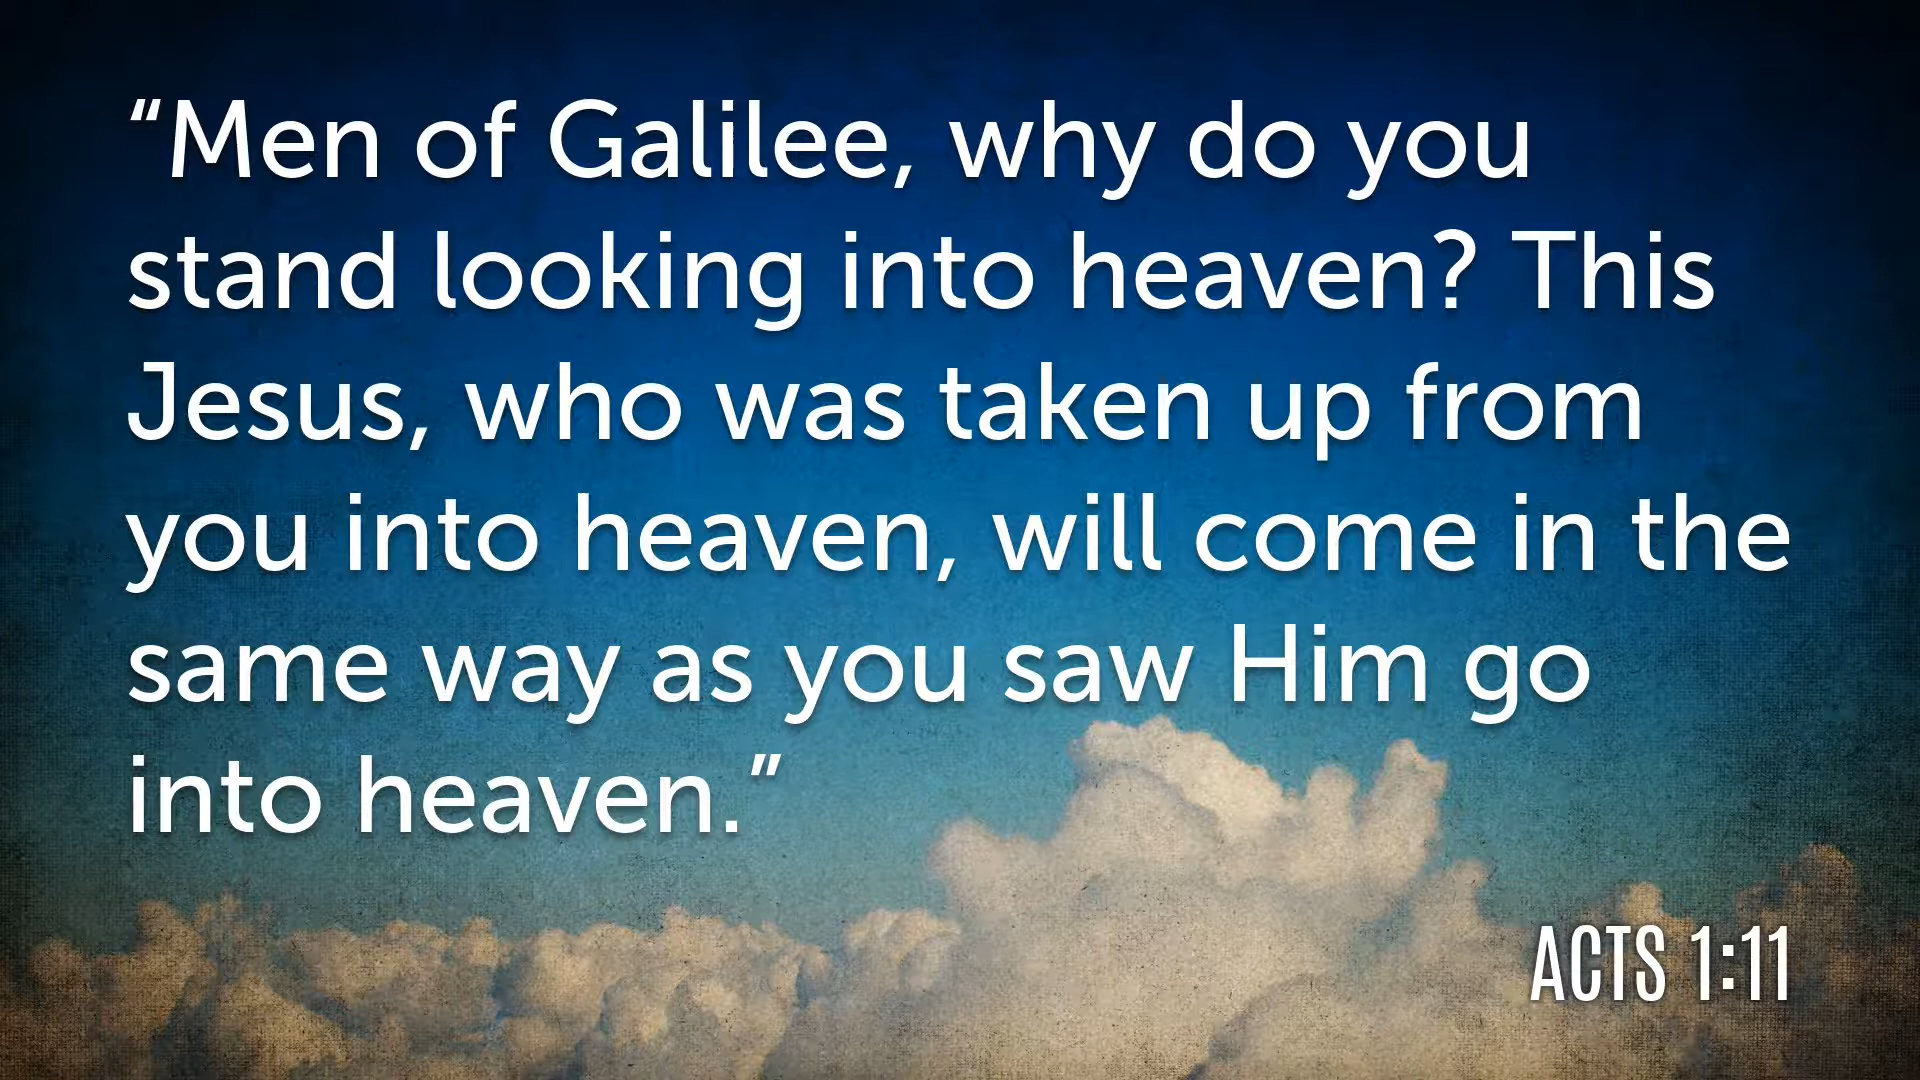 “Men of Galilee, why do you
stand looking into heaven? This
Jesus, who was taken up from
you into heaven, will come in the
same way as you saw Him go
into heaven.”
ACTS 1:11